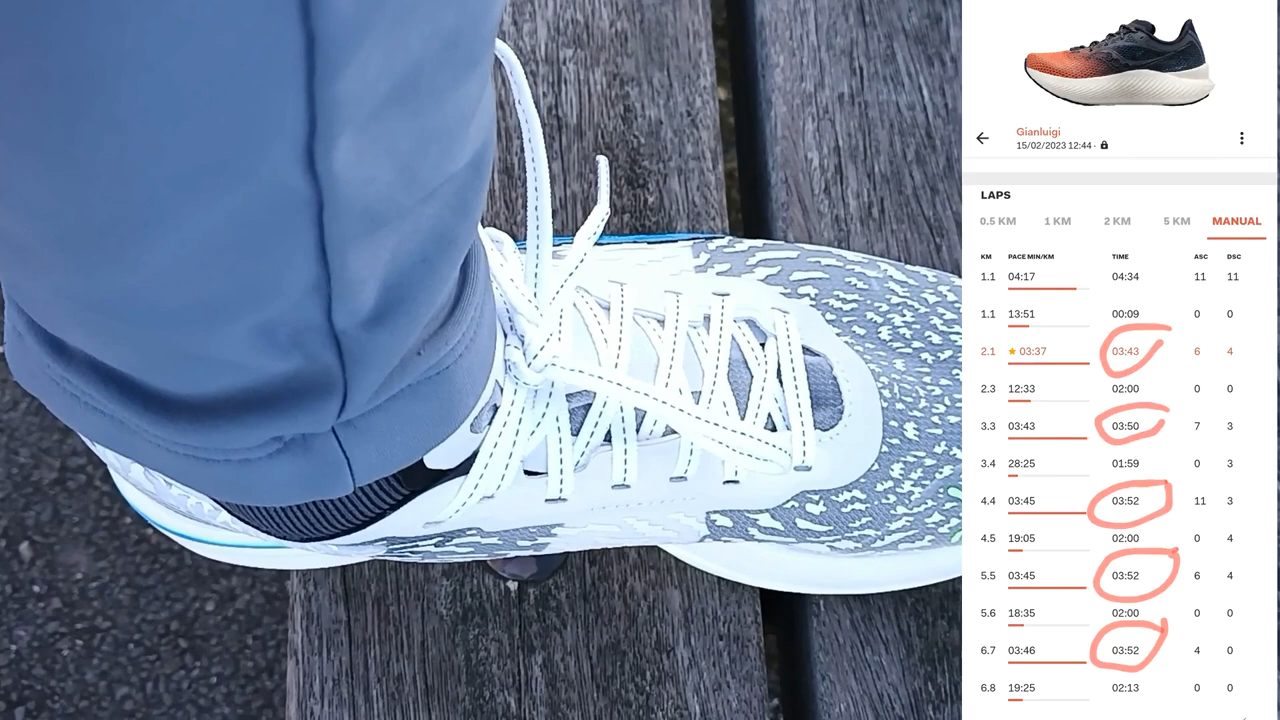 Gianluigi
15/02/2023 12:44 ·
LAPS
0.5 KM 1 KM 2 KM 5 KM MANUAL
KM PACE MIN/KM TIME ASC DSC
1.1 04:17 04:34 11 11
1.1 13:51 00:09 0 0
2.1 03:37 03:43 6 4
2.3 12:33 02:00 0 0
3.3 03:43 03:50 7 3
3.4 28:25 01:59 0 3
4.4 03:45 03:52 11 3
4.5 19:05 02:00 0 4
5.5 03:45 03:52 6 4
5.6 18:35 02:00 0 0
6.7 03:46 03:52 4 0
6.8 19:25 02:13 0 0